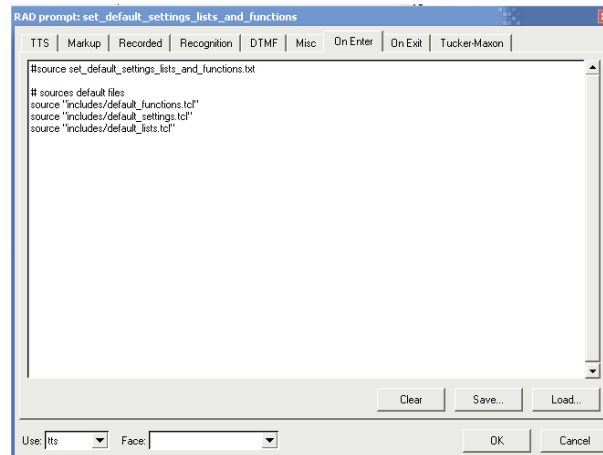 RAD prompt: set_default_settings_lists_and_functions
TTS Markup Recorded Recognition DTMF Misc On Enter On Exit Tucker-Maxon
#source set_default_settings_lists_and_functions.txt
# sources default files
source "includes/default_functions.tcl"
source "includes/default_settings.tcl"
source "includes/default_lists.tcl"
Clear Save... Load...
Use: tts Face: OK Cancel